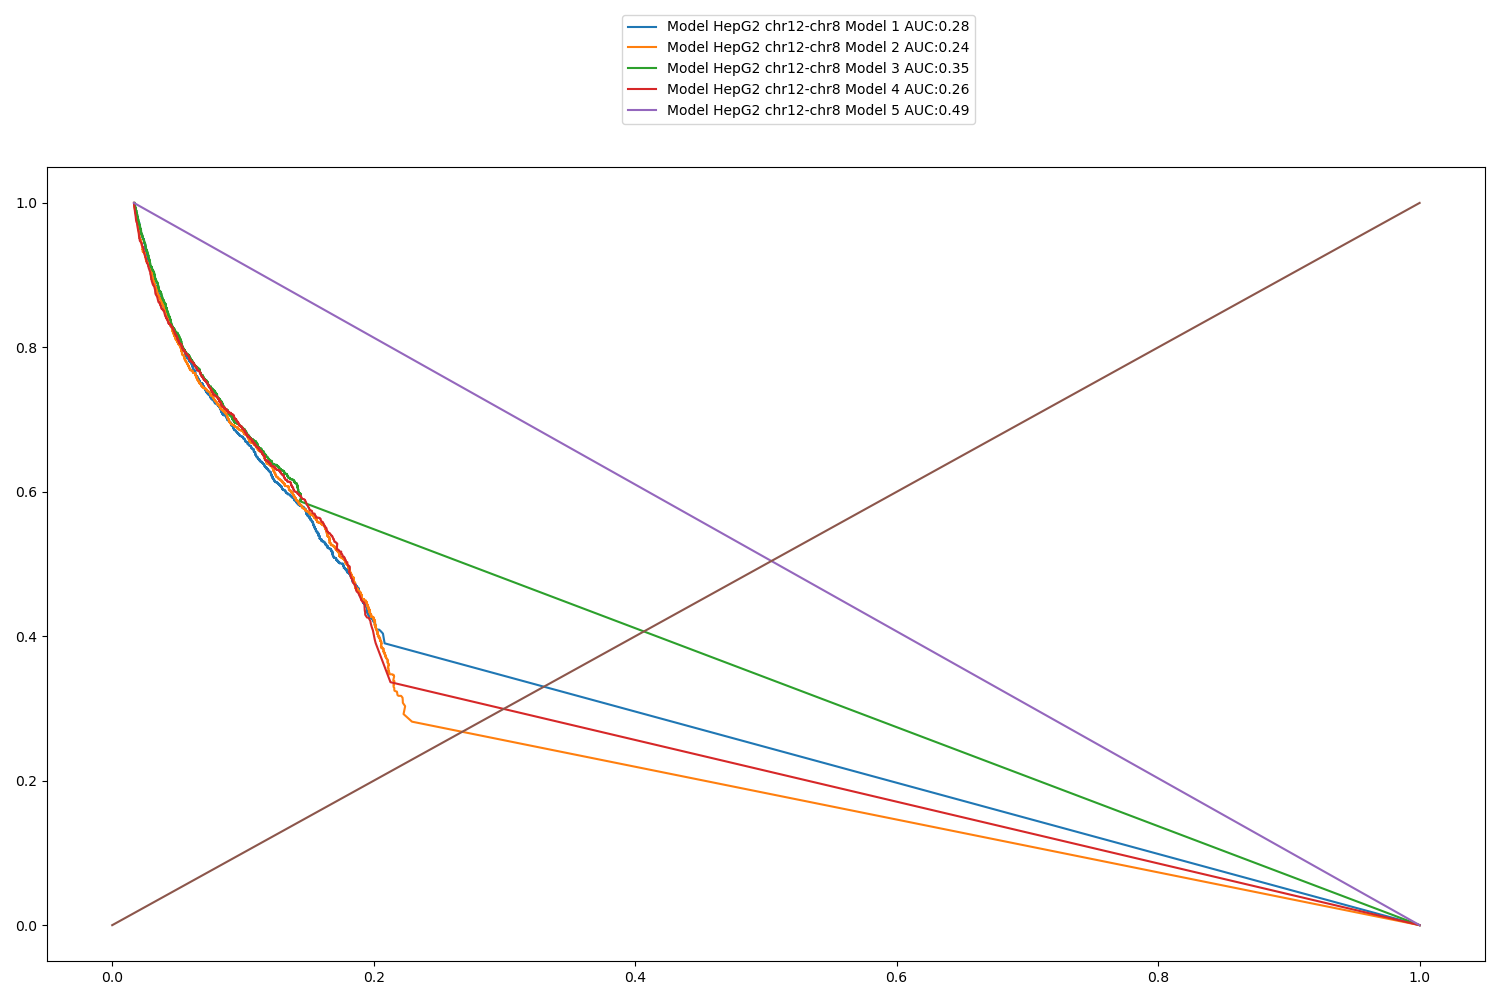 Model HepG2 chr12-chr8 Model 1 AUC:0.28
Model HepG2 chr12-chr8 Model 2 AUC:0.24
Model HepG2 chr12-chr8 Model 3 AUC:0.35
Model HepG2 chr12-chr8 Model 4 AUC:0.26
Model HepG2 chr12-chr8 Model 5 AUC:0.49
1.0
0.8
0.6
0.4
0.2
0.0
0.0 0.2 0.4 0.6 0.8 1.0